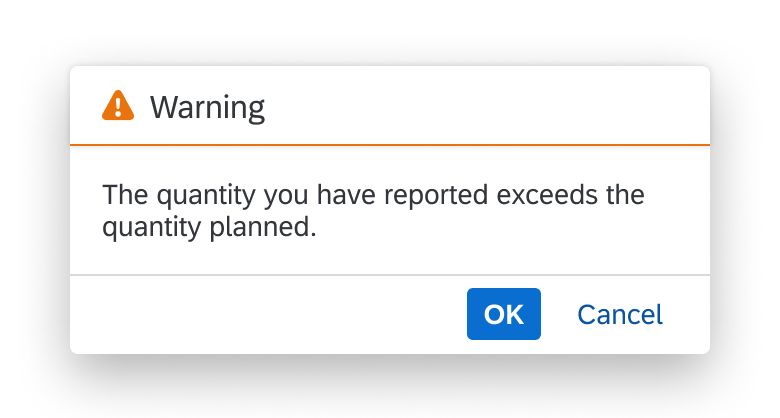 Warning
The quantity you have reported exceeds the
quantity planned.
OK Cancel